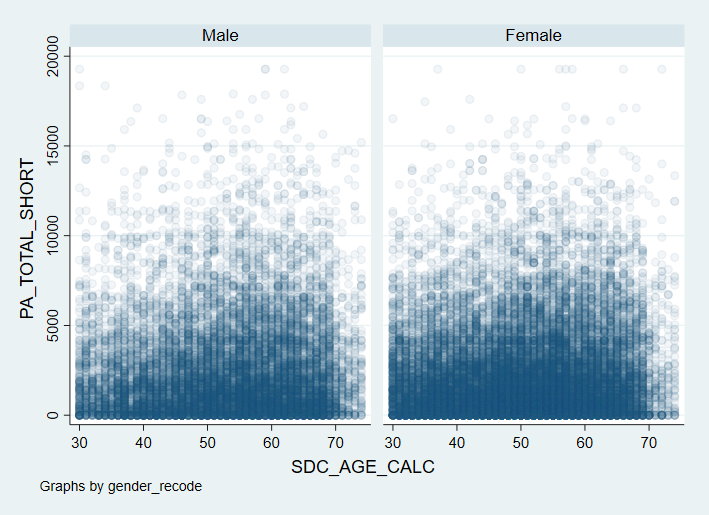 Male Female
PA_TOTAL_SHORT
20000
15000
10000
5000
0
30 40 50 60 70 30 40 50 60 70
SDC_AGE_CALC
Graphs by gender_recode